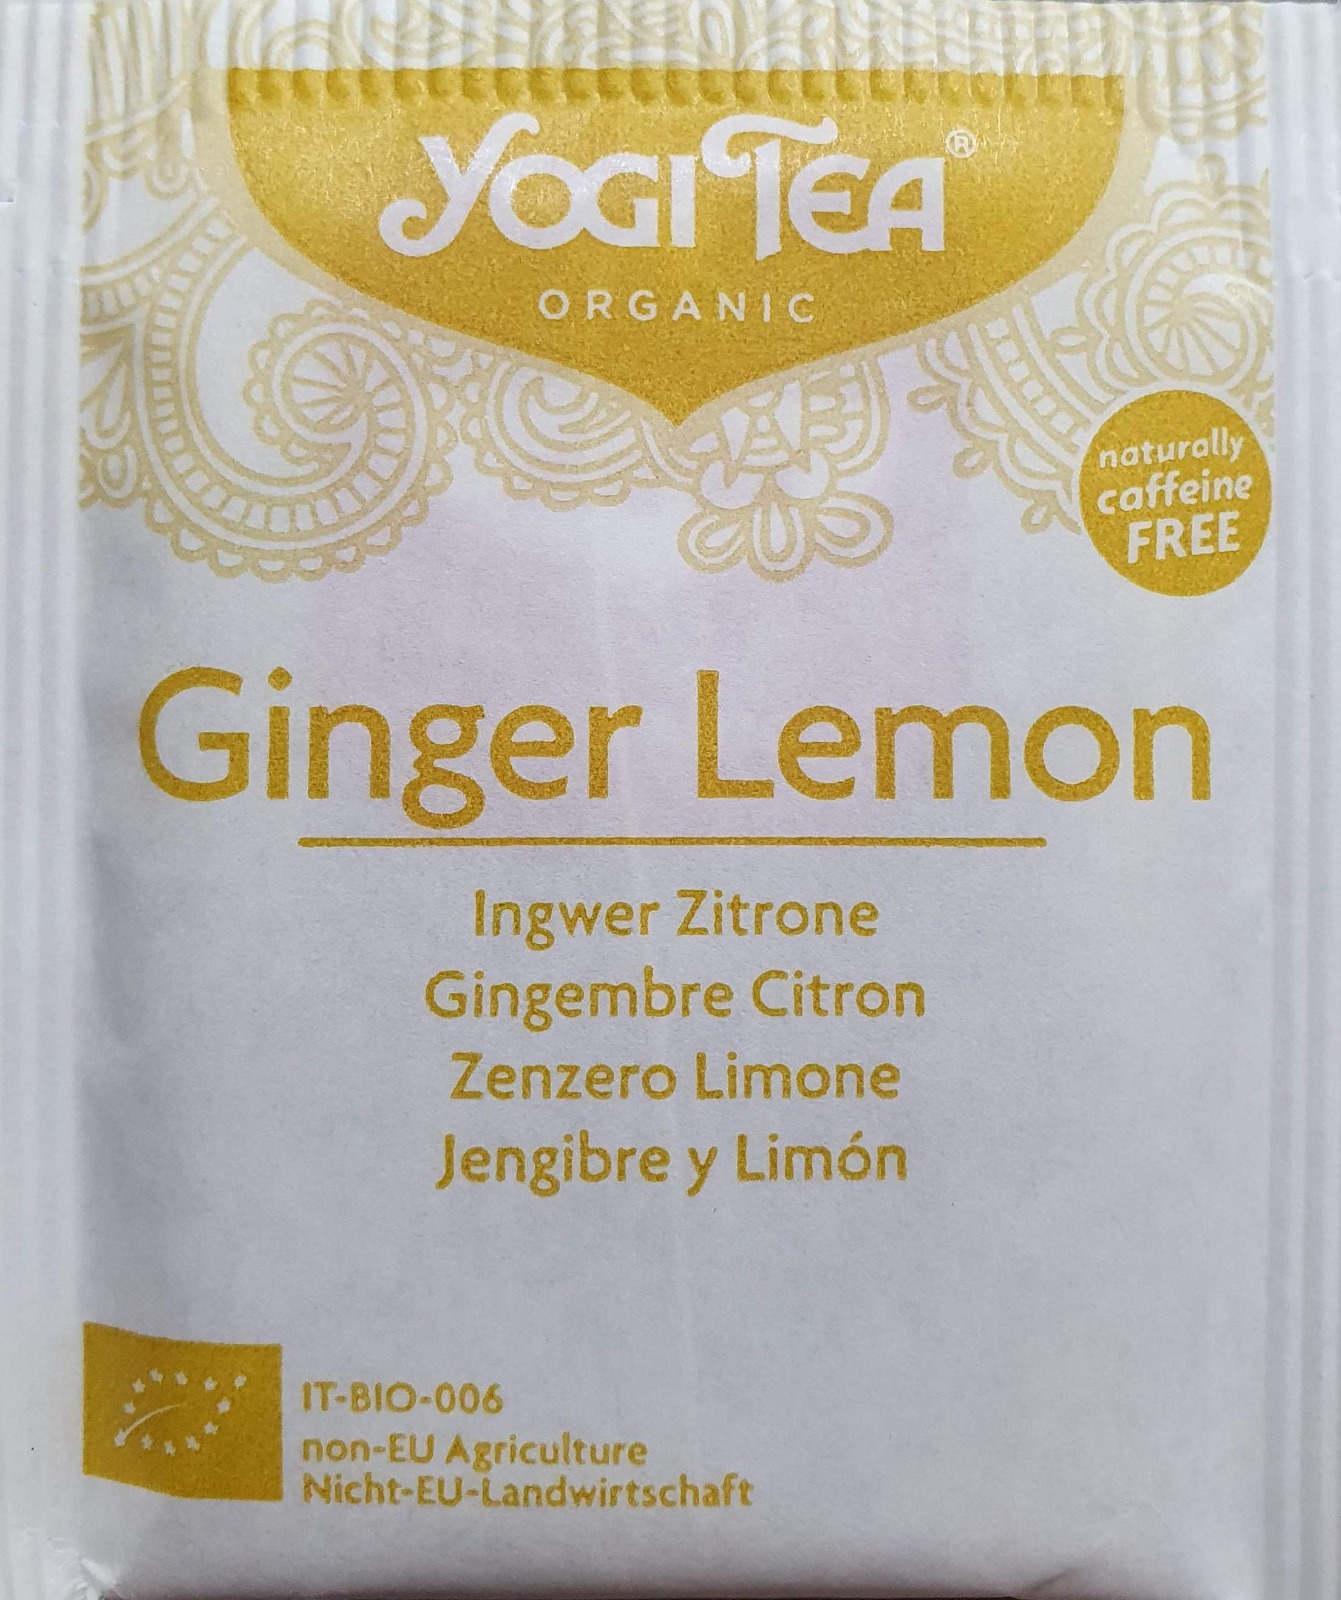 YOGI TEA®
ORGANIC
naturally
caffeine
FREE
Ginger Lemon
Ingwer Zitrone
Gingembre Citron
Zenzero Limone
Jengibre y Limón
IT-BIO-006
non-EU Agriculture
Nicht-EU-Landwirtschaft